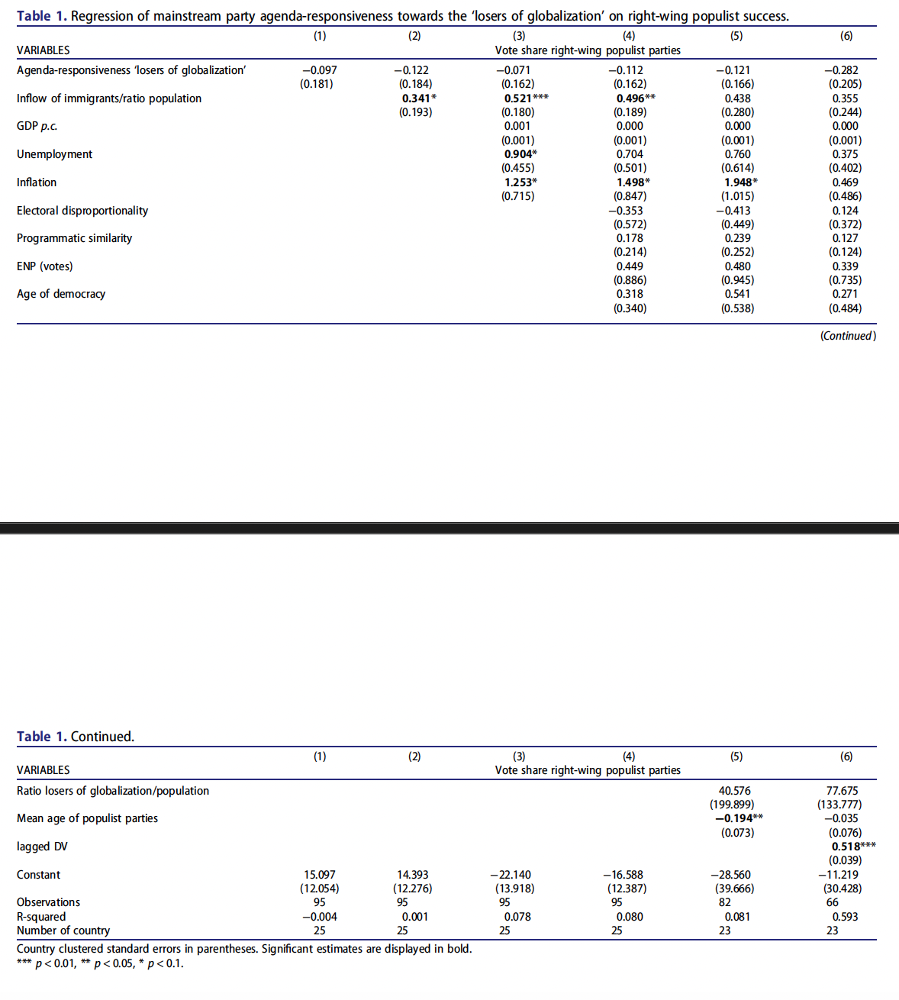 Table 1. Regression of mainstream party agenda-responsiveness towards the ‘losers of globalization’ on right-wing populist success.
(1) (2) (3) (4) (5) (6)
VARIABLES Vote share right-wing populist parties
Agenda-responsiveness ‘losers of globalization’ −0.097 −0.122 −0.071 −0.112 −0.121 −0.282
(0.181) (0.184) (0.162) (0.162) (0.166) (0.205)
Inflow of immigrants/ratio population 0.341* 0.521*** 0.496** 0.438 0.355
(0.193) (0.180) (0.189) (0.280) (0.244)
GDP p.c. 0.001 0.000 0.000 0.000
(0.001) (0.001) (0.001) (0.001)
Unemployment 0.904* 0.704 0.760 0.375
(0.455) (0.501) (0.614) (0.402)
Inflation 1.253* 1.498* 1.948* 0.469
(0.715) (0.847) (1.015) (0.486)
Electoral disproportionality −0.353 −0.413 0.124
(0.572) (0.449) (0.372)
Programmatic similarity 0.178 0.239 0.127
(0.214) (0.252) (0.124)
ENP (votes) 0.449 0.480 0.339
(0.886) (0.945) (0.735)
Age of democracy 0.318 0.541 0.271
(0.340) (0.538) (0.484)
(Continued)
Table 1. Continued.
(1) (2) (3) (4) (5) (6)
VARIABLES Vote share right-wing populist parties
Ratio losers of globalization/population 40.576 77.675
(199.899) (133.777)
Mean age of populist parties −0.194** −0.035
(0.073) (0.076)
lagged DV 0.518***
(0.039)
Constant 15.097 14.393 −22.140 −16.588 −28.560 −11.219
(12.054) (12.276) (13.918) (12.387) (39.666) (30.428)
Observations 95 95 95 95 82 66
R-squared −0.004 0.001 0.078 0.080 0.081 0.593
Number of country 25 25 25 25 23 23
Country clustered standard errors in parentheses. Significant estimates are displayed in bold.
*** p < 0.01, ** p < 0.05, * p < 0.1.